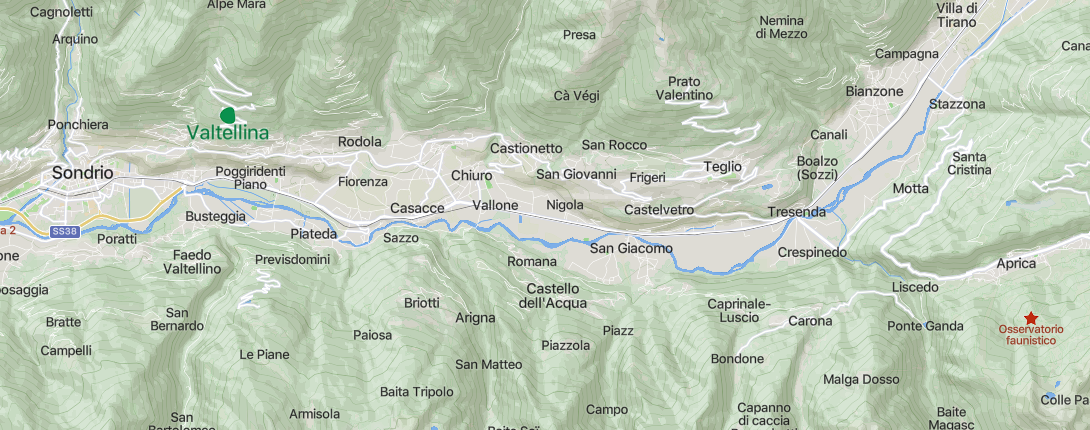 Cagnoletti
Alpe Mara
Villa di
Tirano
Arquino
Presa
Nemina
di Mezzo
Campagna
Prato
Valentino
Cà Végi
Bianzone
Stazzona
Ponchiera
Valtellina
Rodola
Castionetto
San Rocco
Canali
Sondrio
Poggiridenti
Piano
Fiorenza
Chiuro
San Giovanni
Frigeri
Teglio
Boalzo
(Sozzi)
Santa
Cristina
Motta
Busteggia
Casacce
Vallone
Nigola
Castelvetro
Tresenda
a 2
SS38
Poratti
Piateda
Sazzo
San Giacomo
Crespinedo
Faedo
Valtellino
Previsdomini
Romana
Aprica
Castello
dell'Acqua
Liscedo
Bratte
San
Bernardo
Briotti
Arigna
Caprinale-
Luscio
Carona
Ponte Ganda
Osservatorio
faunistico
Piazz
Paiosa
Piazzola
Campelli
Le Piane
San Matteo
Bondone
Baita Tripolo
Malga Dosso
Armisola
Campo
Capanno
di caccia
Baite
Magasc
Colle Pa
San